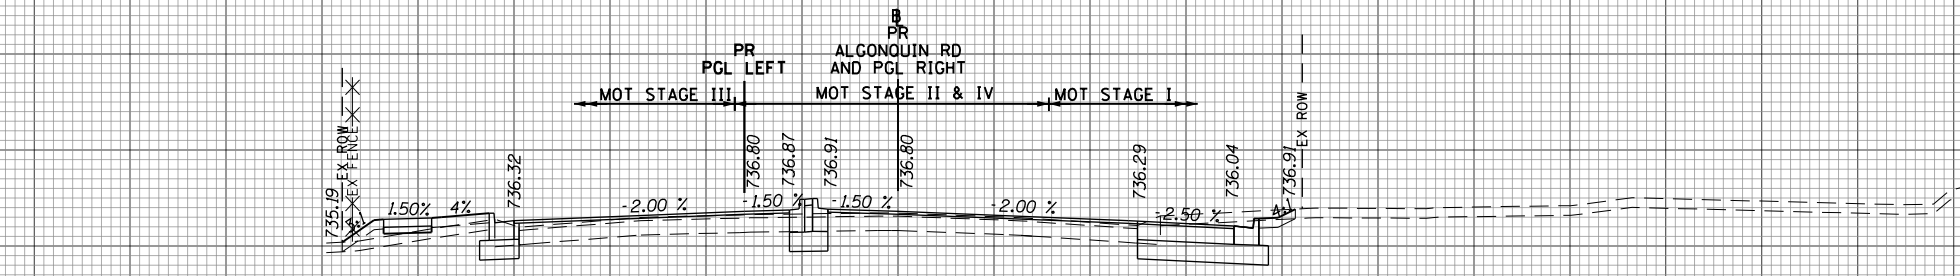 B
PR
ALGONQUIN RD
AND PGL RIGHT
PR
PGL LEFT
MOT STAGE III
MOT STAGE II & IV
MOT STAGE I
EX ROW
EX FENCE
EX ROW
735.19
736.32
736.80
736.87
736.91
736.80
736.29
736.04
736.91
1.50%
4%
-2.00 %
-1.50 %
-1.50 %
-2.00 %
-2.50 %